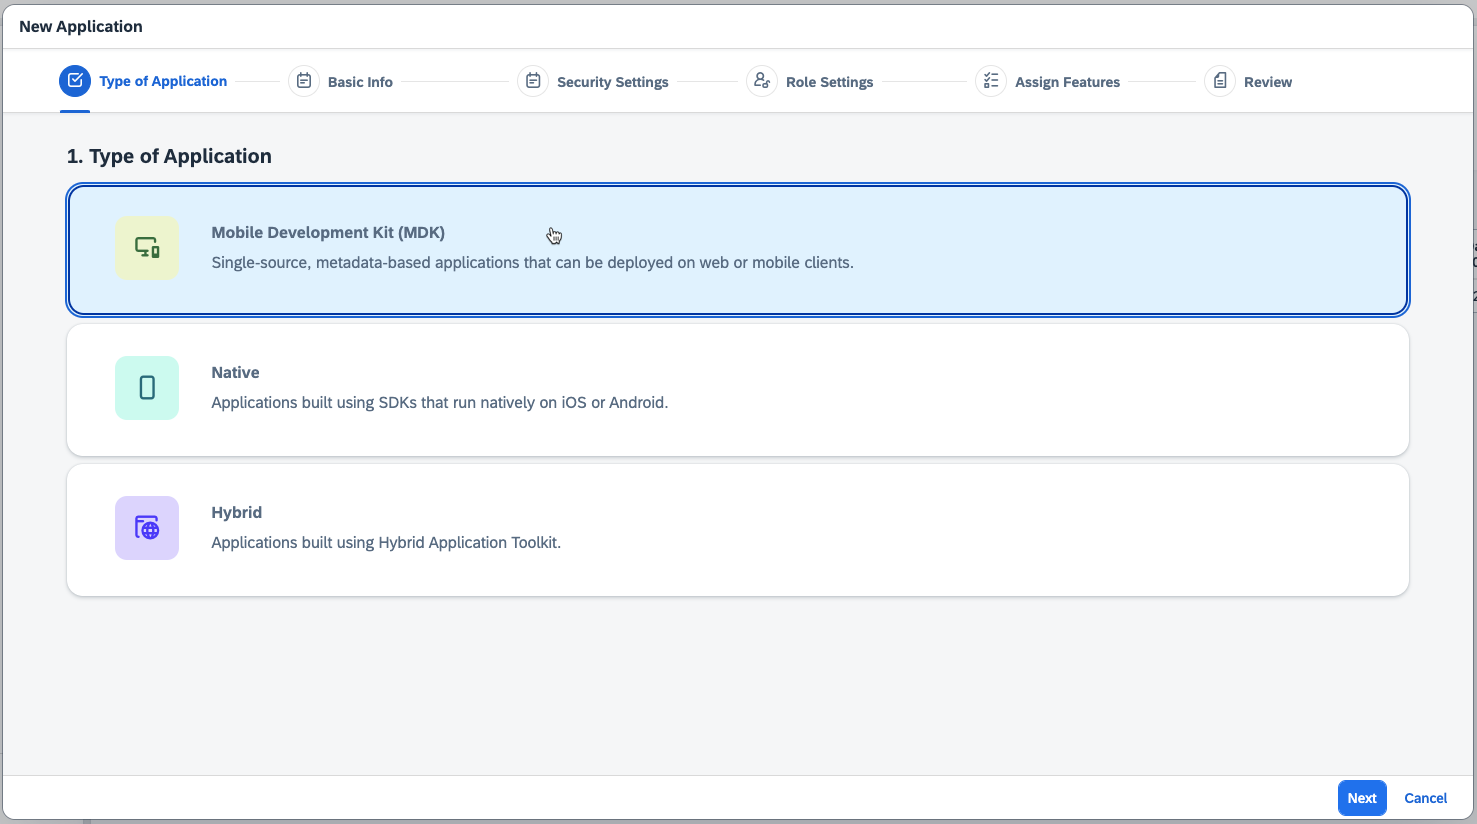 New Application
Type of Application
Basic Info
Security Settings
Role Settings
Assign Features
Review
1. Type of Application
Mobile Development Kit (MDK)
Single-source, metadata-based applications that can be deployed on web or mobile clients.
Native
Applications built using SDKs that run natively on iOS or Android.
Hybrid
Applications built using Hybrid Application Toolkit.
Next
Cancel